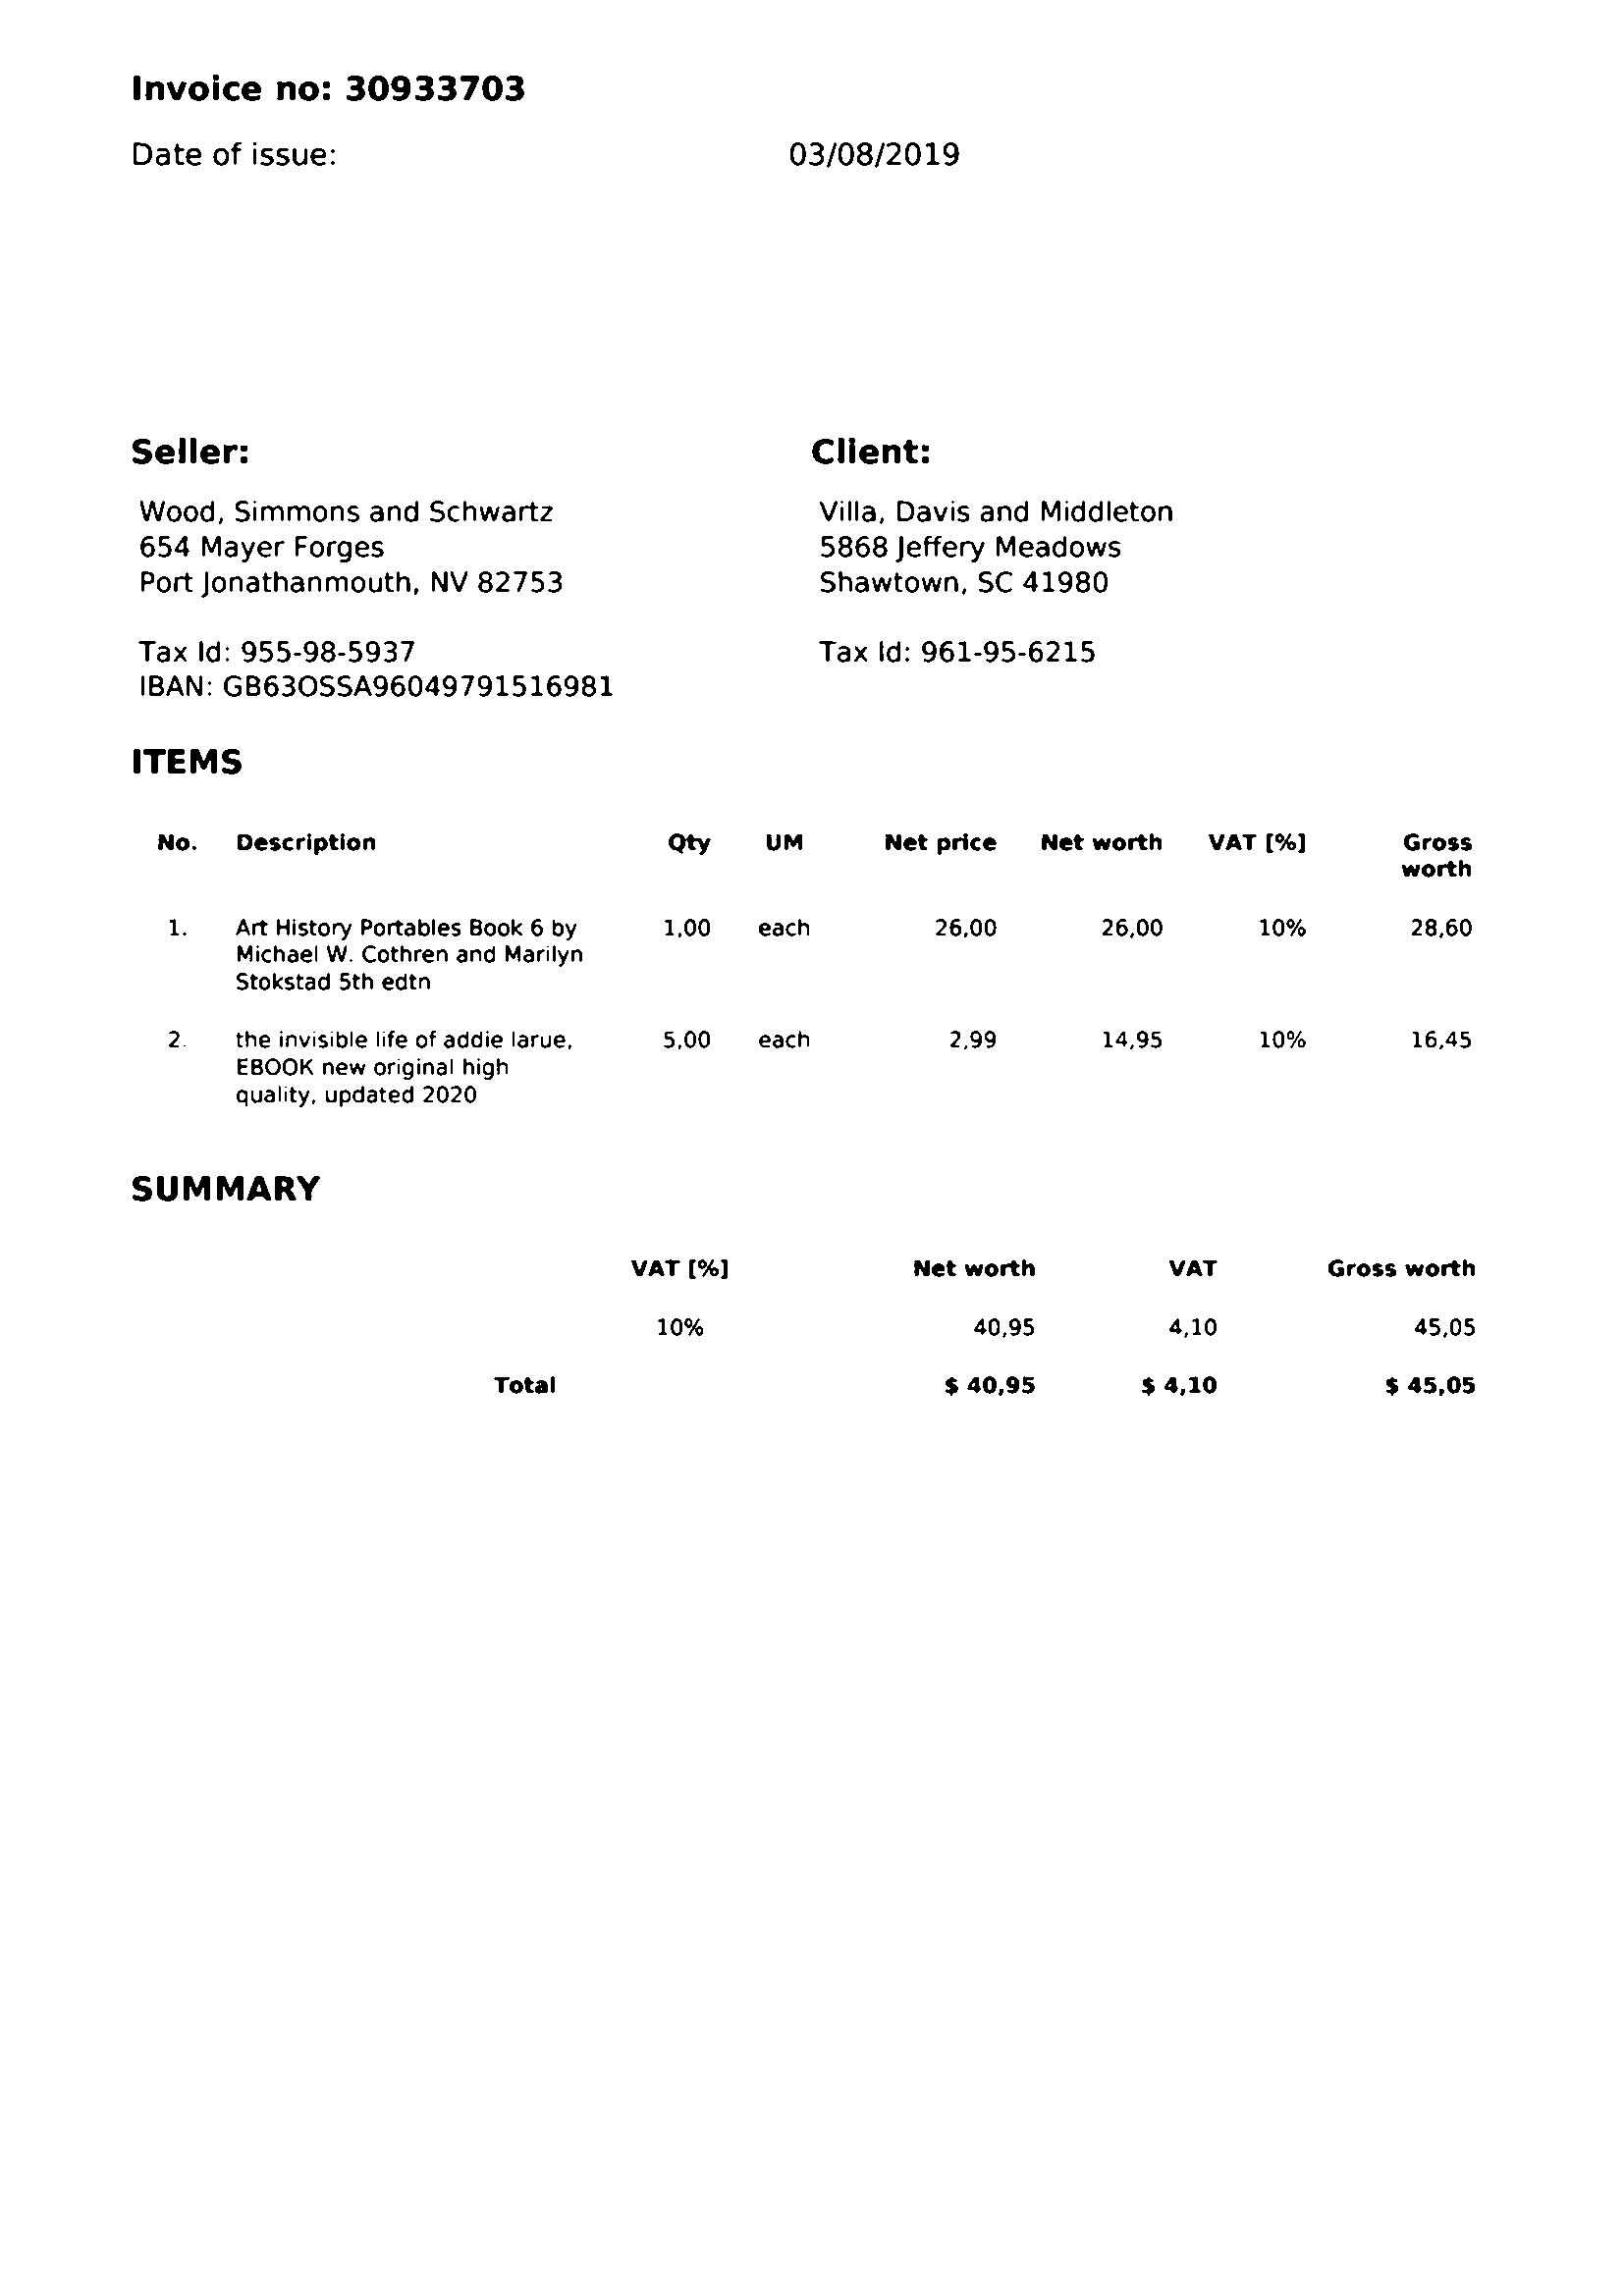 Invoice no: 30933703
Date of issue: 03/08/2019
Seller: Client:
Wood, Simmons and Schwartz Villa, Davis and Middleton
654 Mayer Forges 5868 Jeffery Meadows
Port Jonathanmouth, NV 82753 Shawtown, SC 41980
Tax Id: 955-98-5937 Tax Id: 961-95-6215
IBAN: GB63OSSA96049791516981
ITEMS
No. Description Qty UM Net price Net worth VAT [%] Gross
worth
1. Art History Portables Book 6 by 1,00 each 26,00 26,00 10% 28,60
Michael W. Cothren and Marilyn
Stokstad 5th edtn
2. the invisible life of addie larue, 5,00 each 2,99 14,95 10% 16,45
EBOOK new original high
quality, updated 2020
SUMMARY
VAT [%] Net worth VAT Gross worth
10% 40,95 4,10 45,05
Total $ 40,95 $ 4,10 $ 45,05